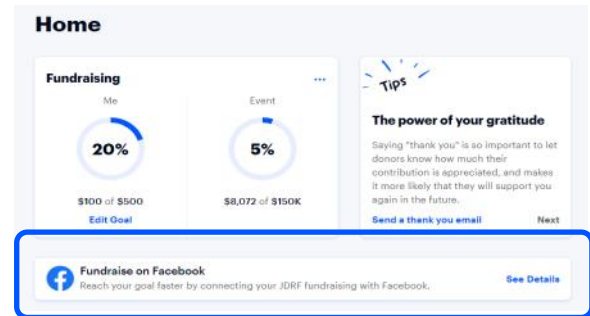 Home
Fundraising
...
Me
Event
20%
5%
$100 of $500
$8,072 of $150K
Edit Goal
Tips
The power of your gratitude
Saying "thank you" is so important to let
donors know how much their
contribution is appreciated, and makes
it more likely that they will support you
again in the future.
Send a thank you email
Next
Fundraise on Facebook
Reach your goal faster by connecting your JDRF fundraising with Facebook.
See Details